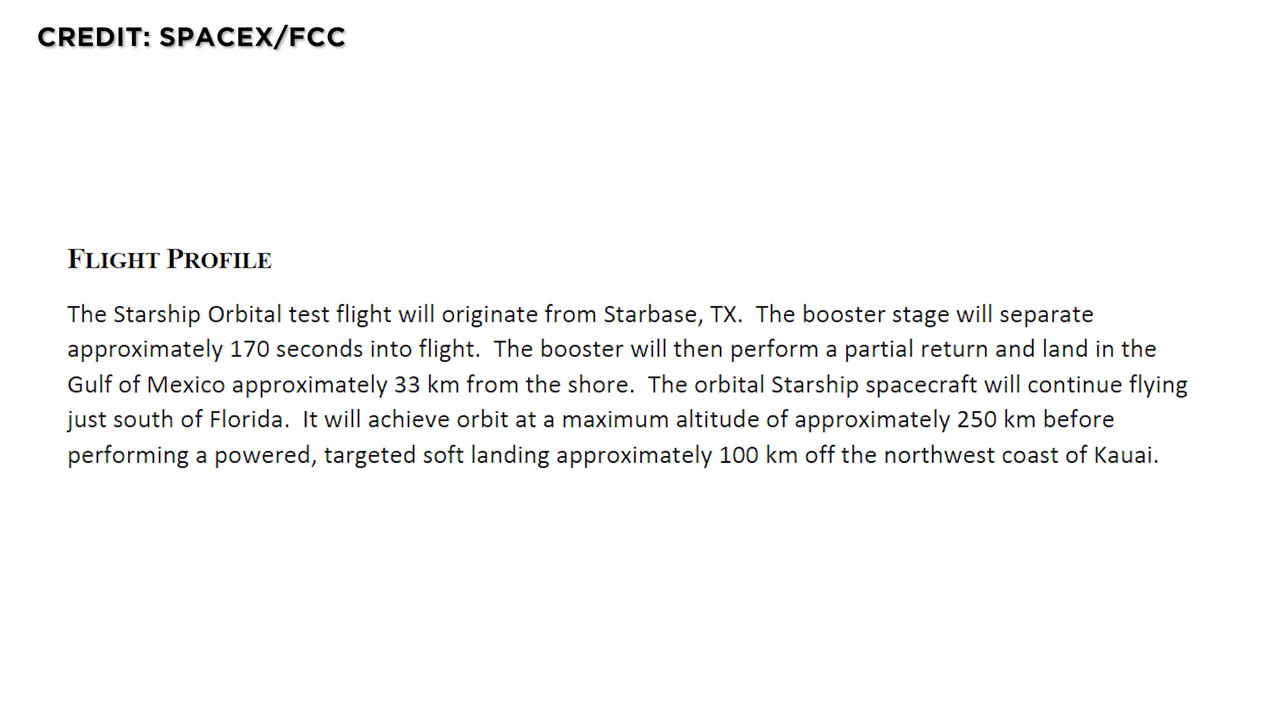 CREDIT: SPACEX/FCC
FLIGHT PROFILE
The Starship Orbital test flight will originate from Starbase, TX.  The booster stage will separate
approximately 170 seconds into flight.  The booster will then perform a partial return and land in the
Gulf of Mexico approximately 33 km from the shore.  The orbital Starship spacecraft will continue flying
just south of Florida.  It will achieve orbit at a maximum altitude of approximately 250 km before
performing a powered, targeted soft landing approximately 100 km off the northwest coast of Kauai.